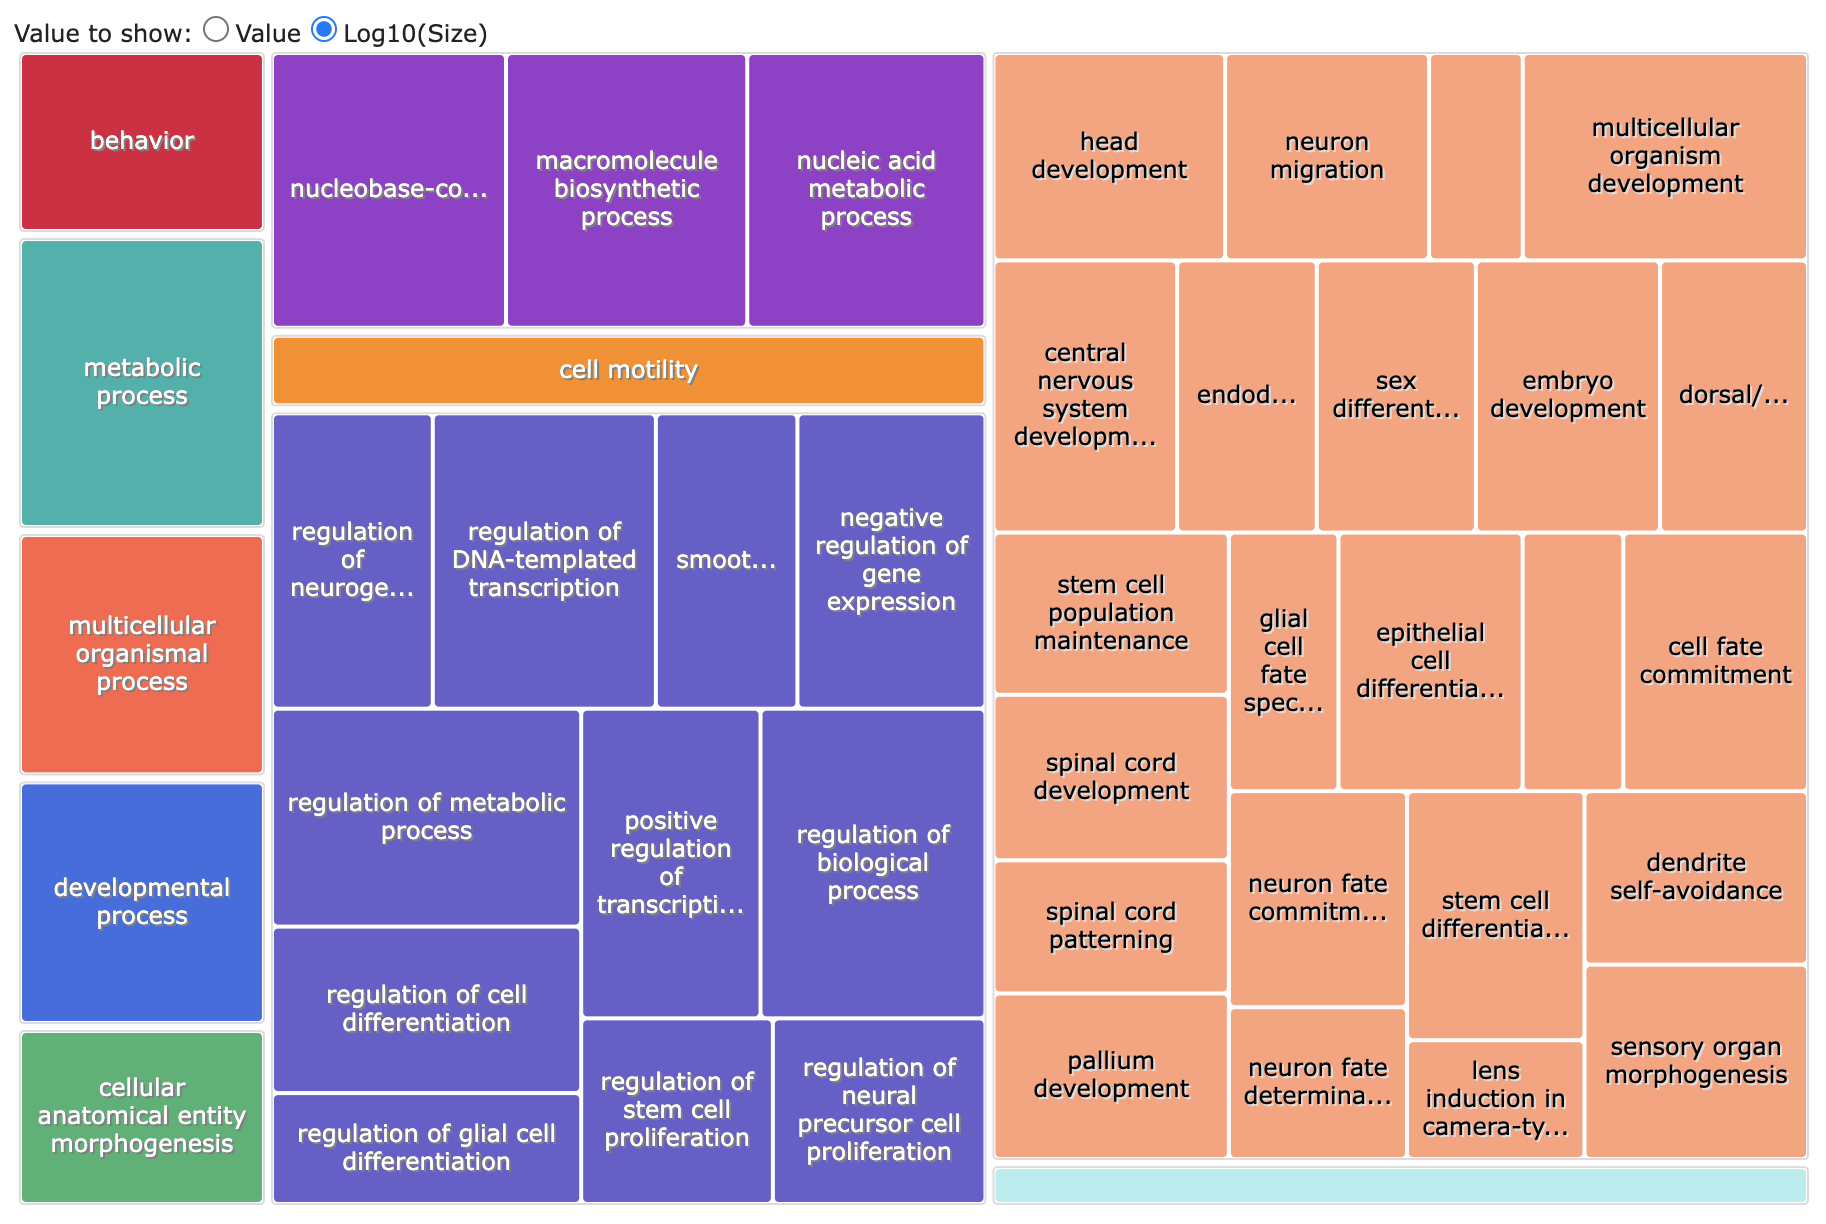 Value to show: Value Log10(Size)
behavior
metabolic
process
multicellular
organismal
process
developmental
process
cellular
anatomical entity
morphogenesis
nucleobase-co...
macromolecule
biosynthetic
process
nucleic acid
metabolic
process
cell motility
regulation
of
neuroge...
regulation of
DNA-templated
transcription
smoot...
negative
regulation of
gene
expression
regulation of metabolic
process
positive
regulation
of
transcripti...
regulation of
biological
process
regulation of cell
differentiation
regulation of glial cell
differentiation
regulation of
stem cell
proliferation
regulation of
neural
precursor cell
proliferation
head
development
neuron
migration
multicellular
organism
development
central
nervous
system
developm...
endod...
sex
different...
embryo
development
dorsal/...
stem cell
population
maintenance
glial
cell
fate
spec...
epithelial
cell
differentia...
cell fate
commitment
spinal cord
development
spinal cord
patterning
pallium
development
neuron fate
commitm...
stem cell
differentia...
dendrite
self-avoidance
neuron fate
determina...
lens
induction in
camera-ty...
sensory organ
morphogenesis